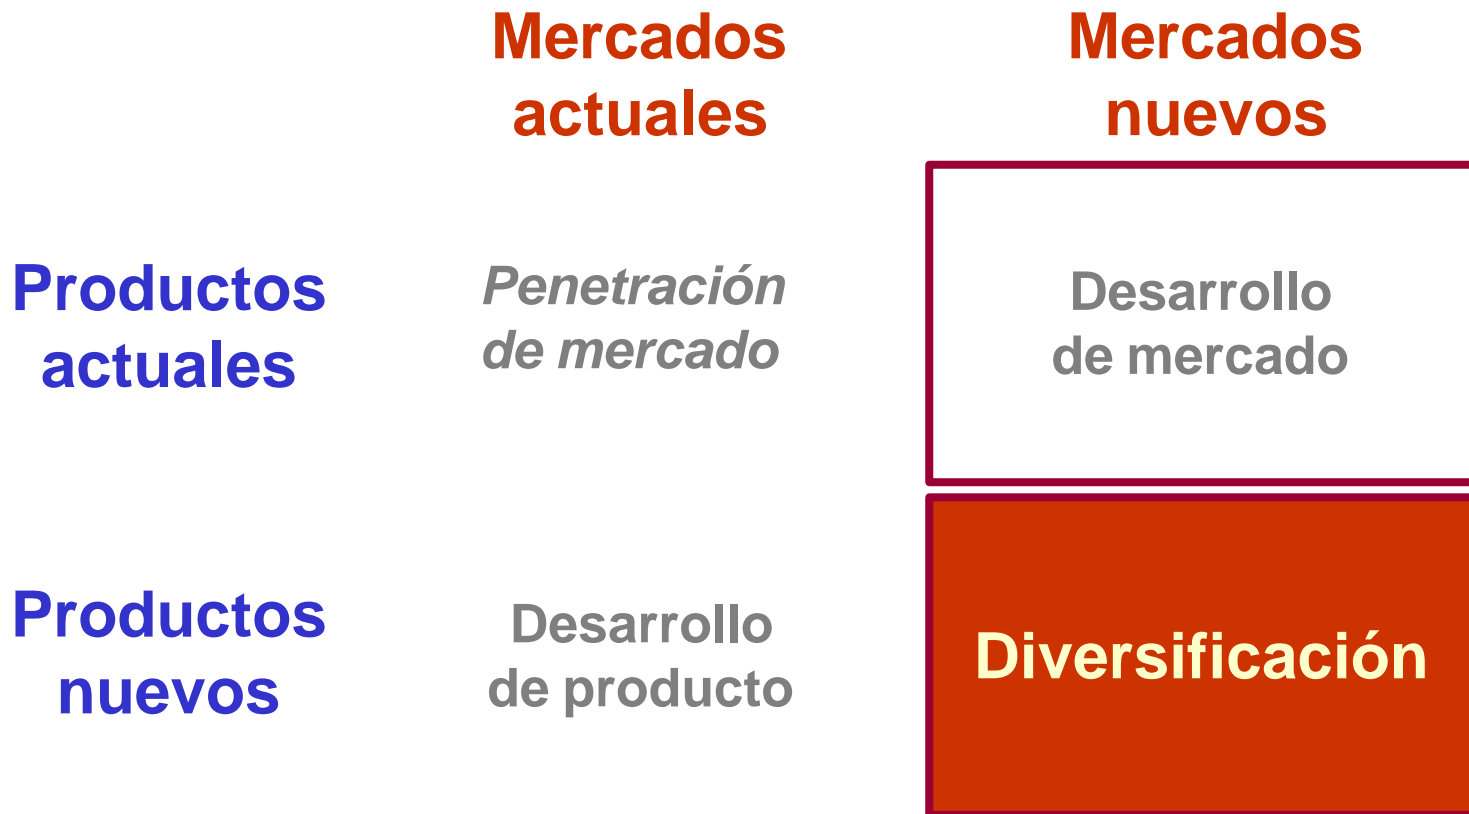 Mercados
actuales
Mercados
nuevos
Productos
actuales
Penetración
de mercado
Desarrollo
de mercado
Productos
nuevos
Desarrollo
de producto
Diversificación